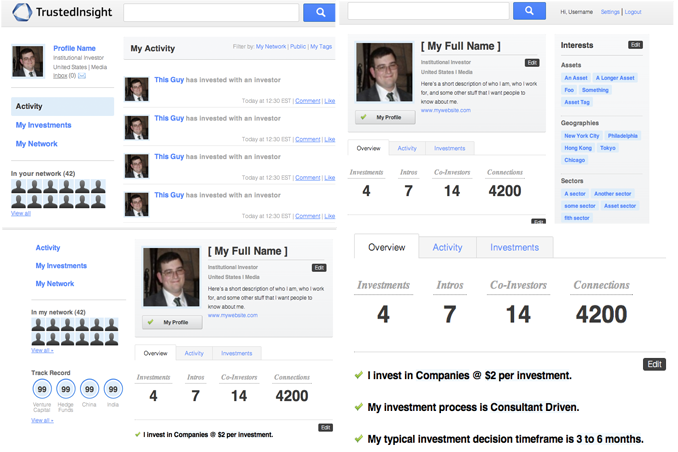 TrustedInsight
Profile Name
Institutional Investor
United States | Media
Inbox (0)
Activity
My Investments
My Network
In your network (42)
View all
My Activity
Filter by: My Network | Public | My Tags
This Guy has invested with an investor
Today at 12:30 EST | Comment | Like
This Guy has invested with an investor
Today at 12:30 EST | Comment | Like
This Guy has invested with an investor
Today at 12:30 EST | Comment | Like
This Guy has invested with an investor
Today at 12:30 EST | Comment | Like
Hi, Username Settings | Logout
[ My Full Name ]
Institutional Investor
Edit
United States | Media
Here's a short description of who I am, who I work
for, and some other stuff that I want people to
know about me.
www.mywebsite.com
My Profile
Overview Activity Investments
Investments Intros Co-Investors Connections
4 7 14 4200
Edit
Interests Edit
Assets
An Asset A Longer Asset
Foo Something
Asset Tag
Geographies
New York City Philadelphia
Hong Kong Tokyo
Chicago
Sectors
A sector Another sector
some sector Asset sector
fith sector
Activity
My Investments
My Network
In my network (42)
View all »
Track Record
99 99 99 99
Venture Capital
Hedge Funds
China
India
View all »
[ My Full Name ]
Institutional Investor
Edit
United States | Media
Here's a short description of who I am, who I work
for, and some other stuff that I want people to
know about me.
www.mywebsite.com
My Profile
Overview Activity Investments
Investments Intros Co-Investors Connections
4 7 14 4200
Edit
I invest in Companies @ $2 per investment.
Overview Activity Investments
Investments Intros Co-Investors Connections
4 7 14 4200
Edit
I invest in Companies @ $2 per investment.
My investment process is Consultant Driven.
My typical investment decision timeframe is 3 to 6 months.